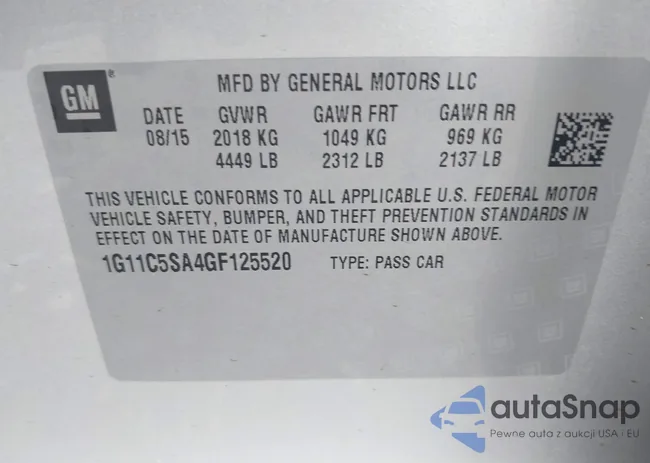 GM®
MFD BY GENERAL MOTORS LLC
DATE GVWR GAWR FRT GAWR RR
08/15 2018 KG 1049 KG 969 KG
4449 LB 2312 LB 2137 LB
THIS VEHICLE CONFORMS TO ALL APPLICABLE U.S. FEDERAL MOTOR
VEHICLE SAFETY, BUMPER, AND THEFT PREVENTION STANDARDS IN
EFFECT ON THE DATE OF MANUFACTURE SHOWN ABOVE.
1G11C5SA4GF125520 TYPE: PASS CAR
autaSnap
Pewne auta z aukcji USA i EU